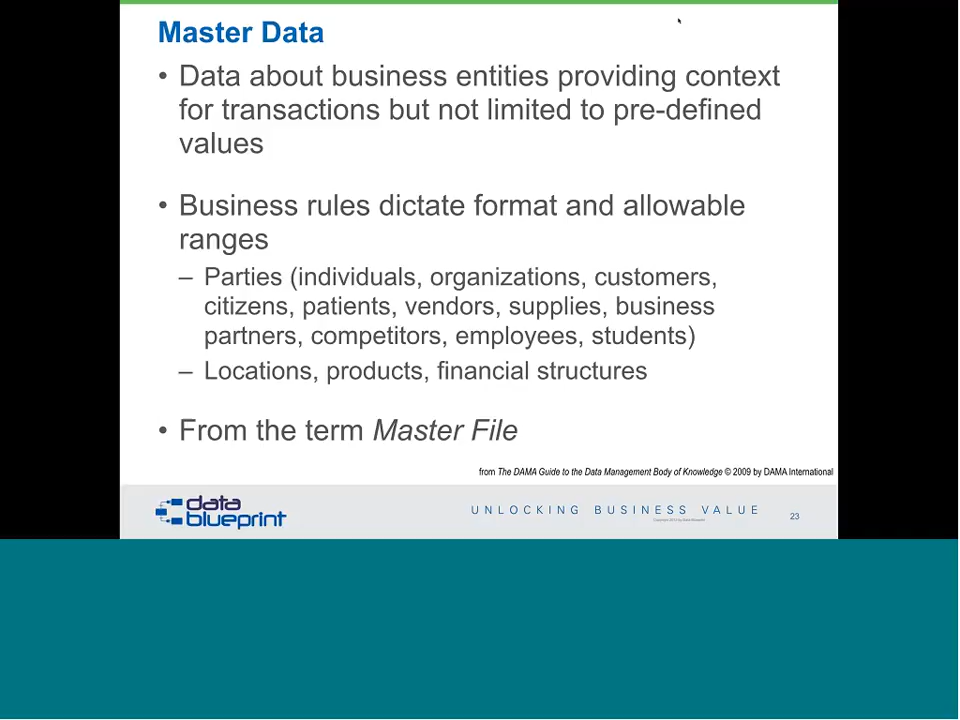 Master Data
• Data about business entities providing context
for transactions but not limited to pre-defined
values
• Business rules dictate format and allowable
ranges
– Parties (individuals, organizations, customers,
citizens, patients, vendors, supplies, business
partners, competitors, employees, students)
– Locations, products, financial structures
• From the term Master File
from The DAMA Guide to the Data Management Body of Knowledge © 2009 by DAMA International
data
blueprint
UNLOCKING BUSINESS VALUE
23